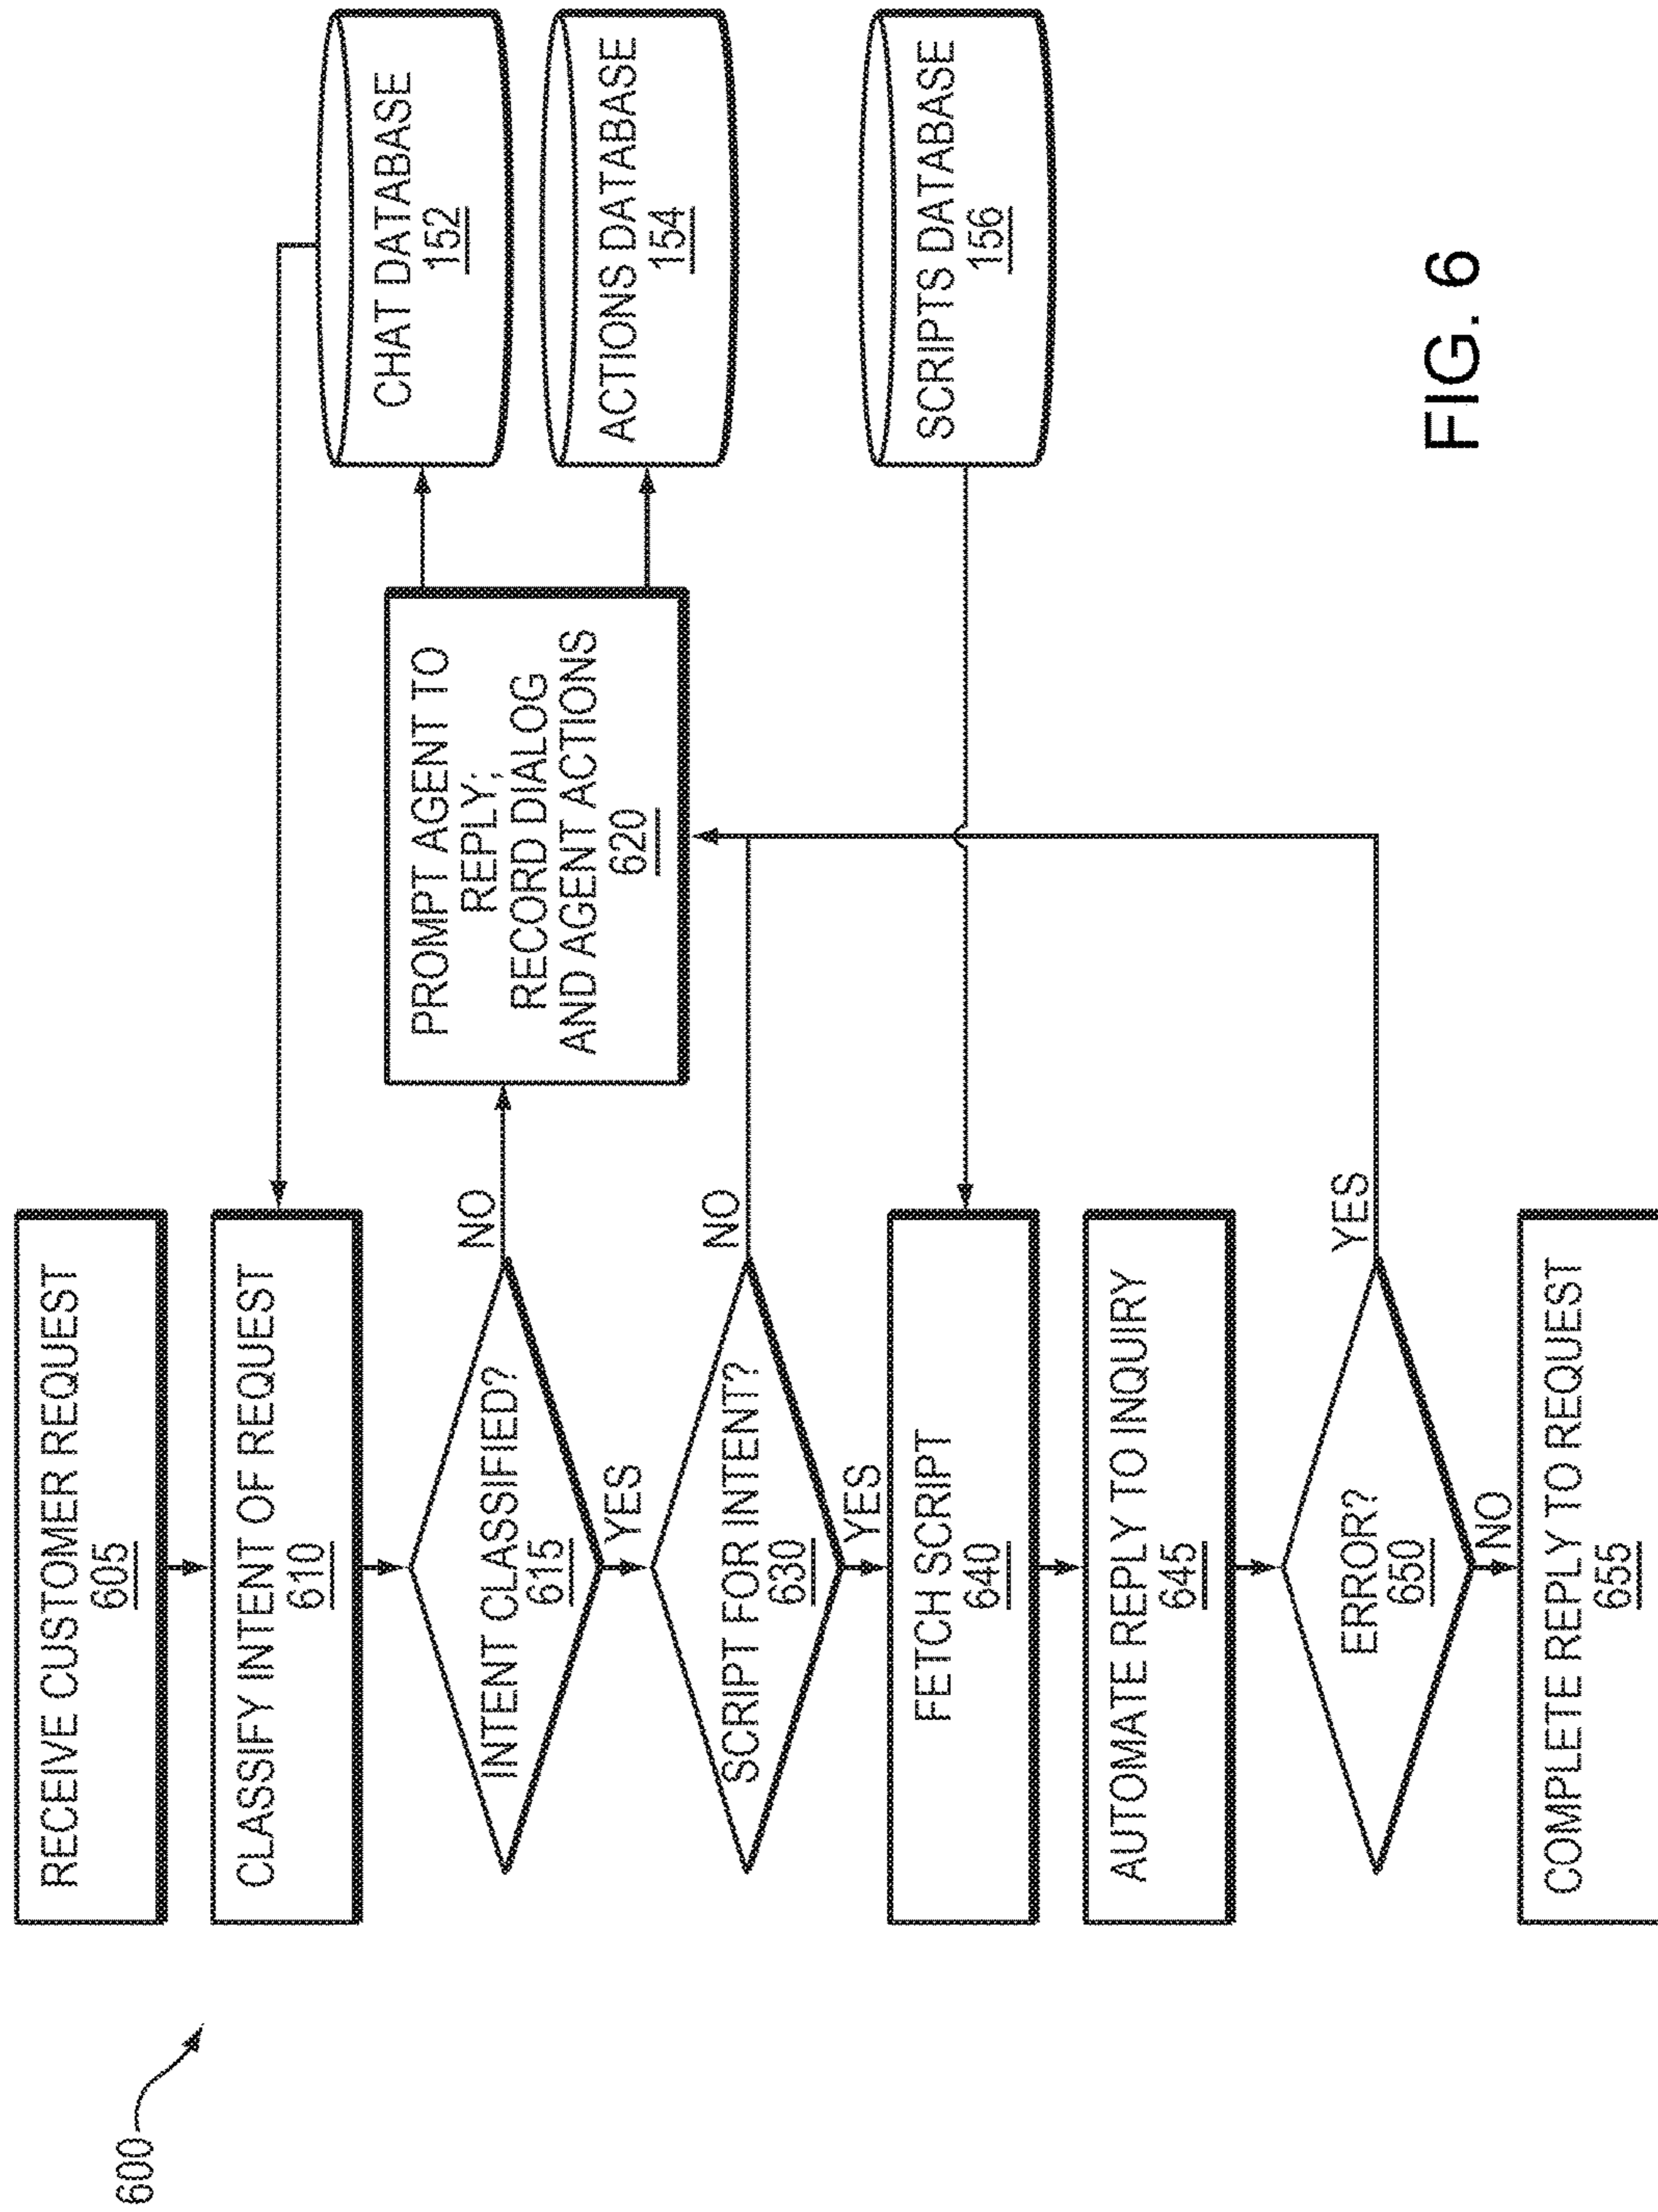 600
RECEIVE CUSTOMER REQUEST
605
CLASSIFY INTENT OF REQUEST
610
INTENT CLASSIFIED?
615
NO
YES
PROMPT AGENT TO
REPLY;
RECORD DIALOG
AND AGENT ACTIONS
620
CHAT DATABASE
152
ACTIONS DATABASE
154
SCRIPT FOR INTENT?
630
NO
YES
FETCH SCRIPT
640
SCRIPTS DATABASE
156
AUTOMATE REPLY TO INQUIRY
645
ERROR?
650
YES
NO
COMPLETE REPLY TO REQUEST
655
FIG. 6